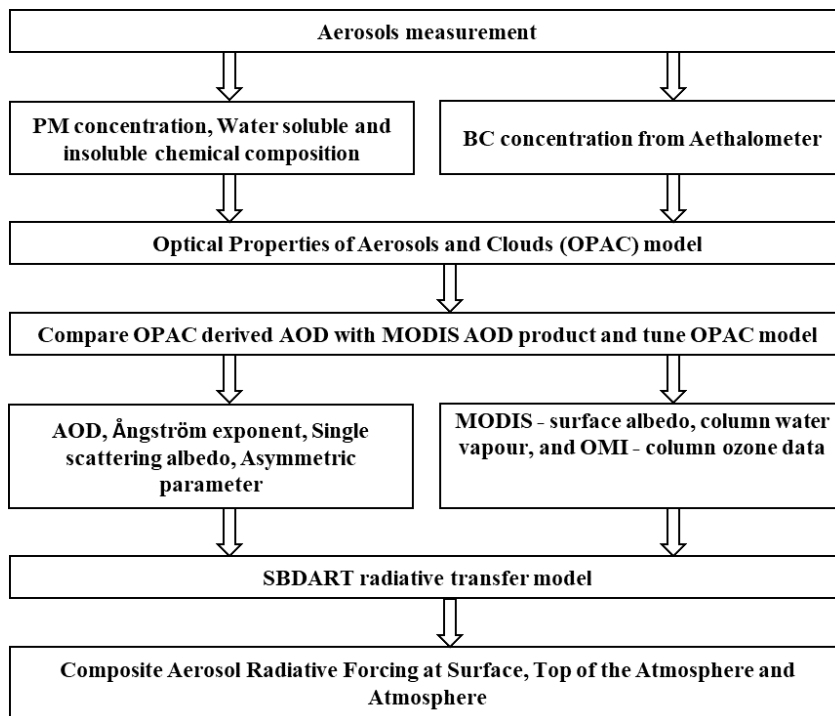 Aerosols measurement
PM concentration, Water soluble and
insoluble chemical composition
BC concentration from Aethalometer
Optical Properties of Aerosols and Clouds (OPAC) model
Compare OPAC derived AOD with MODIS AOD product and tune OPAC model
AOD, Ångström exponent, Single
scattering albedo, Asymmetric
parameter
MODIS - surface albedo, column water
vapour, and OMI - column ozone data
SBDART radiative transfer model
Composite Aerosol Radiative Forcing at Surface, Top of the Atmosphere and
Atmosphere